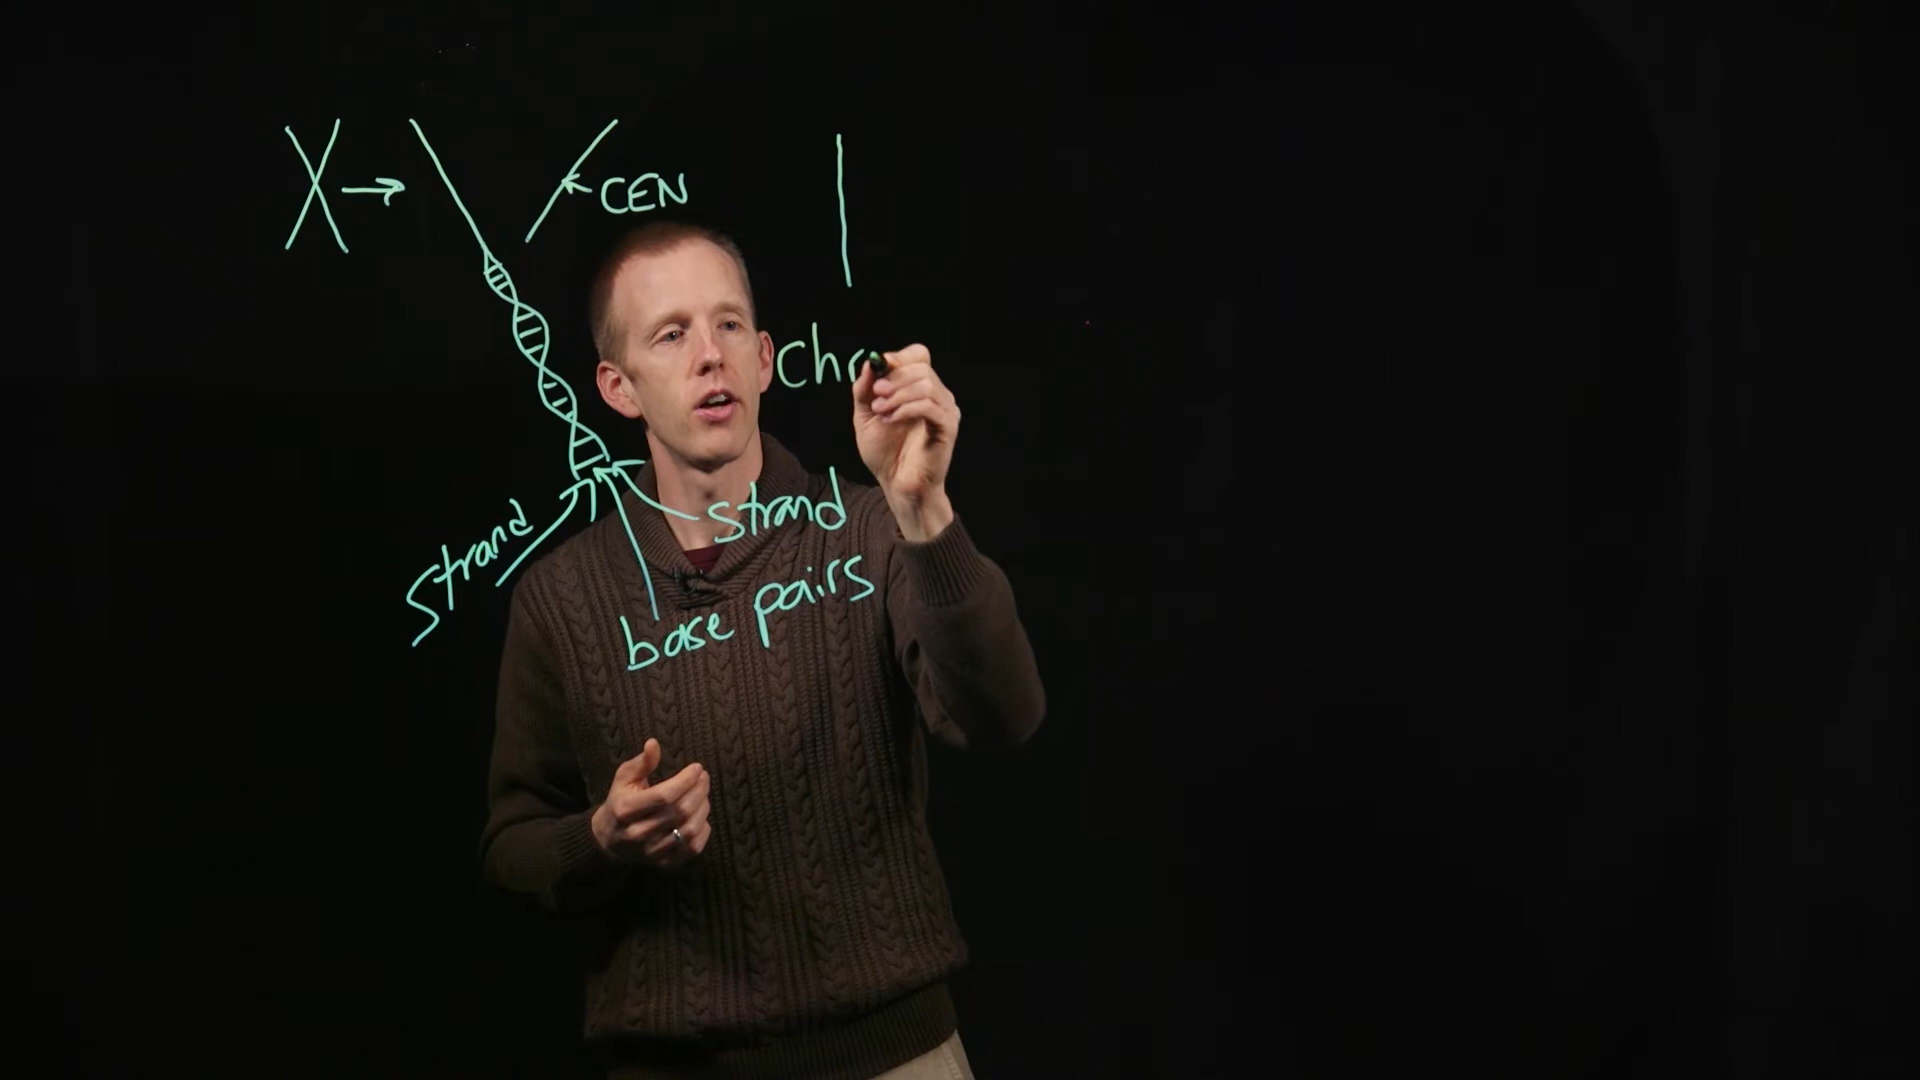 CEN
Chr
strand
strand
base pairs